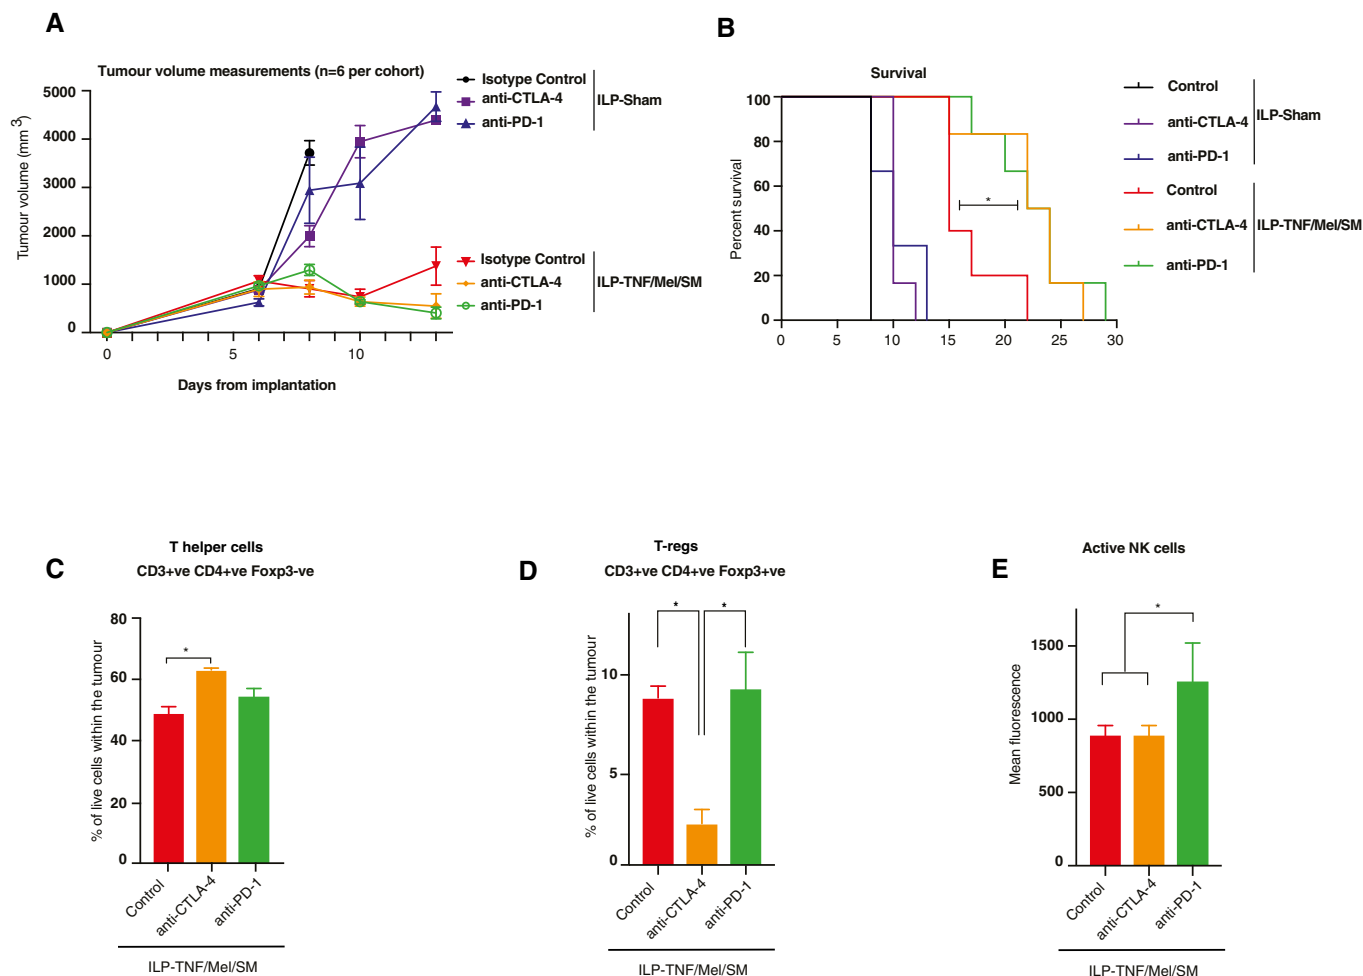 A
Tumour volume measurements (n=6 per cohort)
5000
4000
3000
2000
1000
0
Tumour volume (mm 3)
0
5
10
Days from implantation
Isotype Control
anti-CTLA-4
anti-PD-1
ILP-Sham
Isotype Control
anti-CTLA-4
anti-PD-1
ILP-TNF/Mel/SM
B
Survival
100
80
60
40
20
0
Percent survival
*
0
5
10
15
20
25
30
Control
anti-CTLA-4
anti-PD-1
ILP-Sham
Control
anti-CTLA-4
anti-PD-1
ILP-TNF/Mel/SM
C
T helper cells
CD3+ve CD4+ve Foxp3-ve
80
60
40
20
0
% of live cells within the tumour
*
Control
anti-CTLA-4
anti-PD-1
ILP-TNF/Mel/SM
D
T-regs
CD3+ve CD4+ve Foxp3+ve
10
5
0
% of live cells within the tumour
*
*
Control
anti-CTLA-4
anti-PD-1
ILP-TNF/Mel/SM
E
Active NK cells
1500
1000
500
0
Mean fluorescence
*
Control
anti-CTLA-4
anti-PD-1
ILP-TNF/Mel/SM